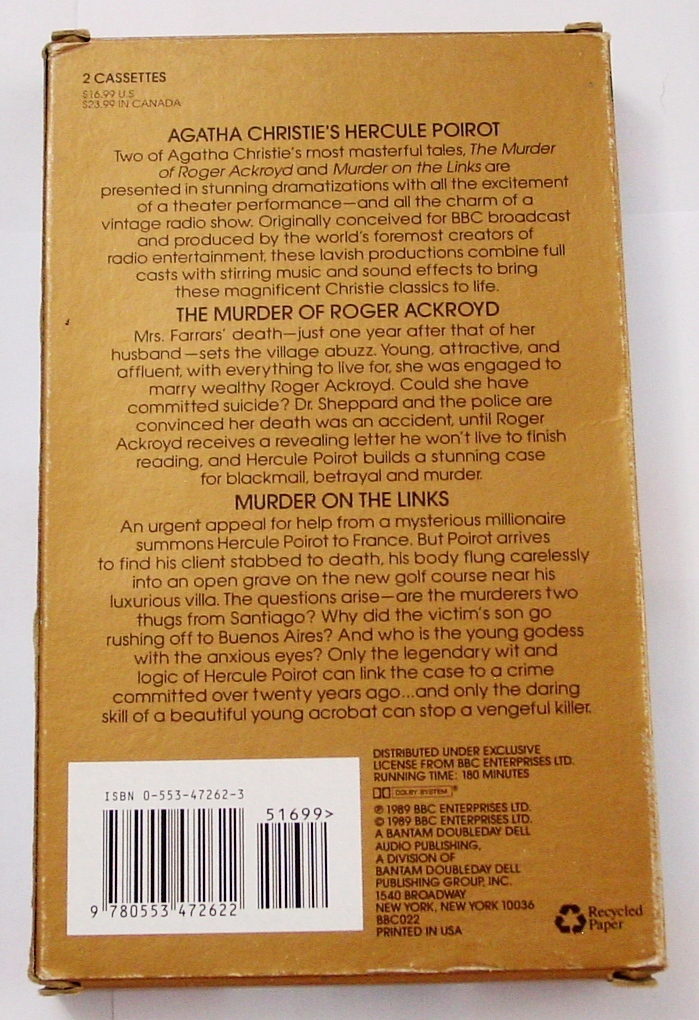 2 CASSETTES
$16.99 U.S
$23.99 IN CANADA
AGATHA CHRISTIE'S HERCULE POIROT
Two of Agatha Christie's most masterful tales, The Murder
of Roger Ackroyd and Murder on the Links are
presented in stunning dramatizations with all the excitement
of a theater performance—and all the charm of a
vintage radio show. Originally conceived for BBC broadcast
and produced by the world's foremost creators of
radio entertainment, these lavish productions combine full
casts with stirring music and sound effects to bring
these magnificent Christie classics to life.
THE MURDER OF ROGER ACKROYD
Mrs. Farrars' death—just one year after that of her
husband—sets the village abuzz. Young, attractive, and
affluent, with everything to live for, she was engaged to
marry wealthy Roger Ackroyd. Could she have
committed suicide? Dr. Sheppard and the police are
convinced her death was an accident, until Roger
Ackroyd receives a revealing letter he won't live to finish
reading, and Hercule Poirot builds a stunning case
for blackmail, betrayal and murder.
MURDER ON THE LINKS
An urgent appeal for help from a mysterious millionaire
summons Hercule Poirot to France. But Poirot arrives
to find his client stabbed to death, his body flung carelessly
into an open grave on the new golf course near his
luxurious villa. The questions arise—are the murderers two
thugs from Santiago? Why did the victim's son go
rushing off to Buenos Aires? And who is the young godess
with the anxious eyes? Only the legendary wit and
logic of Hercule Poirot can link the case to a crime
committed over twenty years ago...and only the daring
skill of a beautiful young acrobat can stop a vengeful killer.
ISBN 0-553-47262-3
51699>
9 780553 472622
DISTRIBUTED UNDER EXCLUSIVE
LICENSE FROM BBC ENTERPRISES LTD.
RUNNING TIME: 180 MINUTES
DOLBY SYSTEM ®
℗ 1989 BBC ENTERPRISES LTD.
© 1989 BBC ENTERPRISES LTD.
A BANTAM DOUBLEDAY DELL
AUDIO PUBLISHING,
A DIVISION OF
BANTAM DOUBLEDAY DELL
PUBLISHING GROUP, INC.
1540 BROADWAY
NEW YORK, NEW YORK 10036
BBC022
PRINTED IN USA
Recycled
Paper